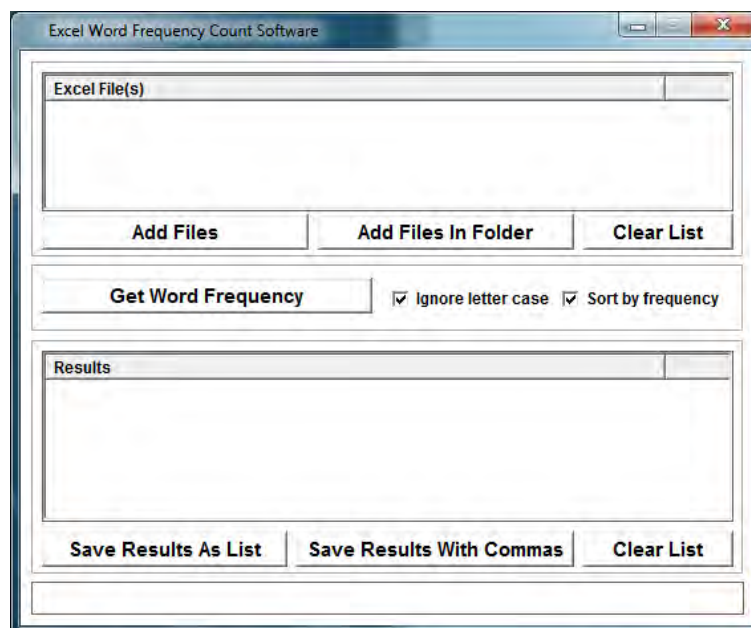 Excel Word Frequency Count Software
Excel File(s)
Add Files Add Files In Folder Clear List
Get Word Frequency Ignore letter case Sort by frequency
Results
Save Results As List Save Results With Commas Clear List